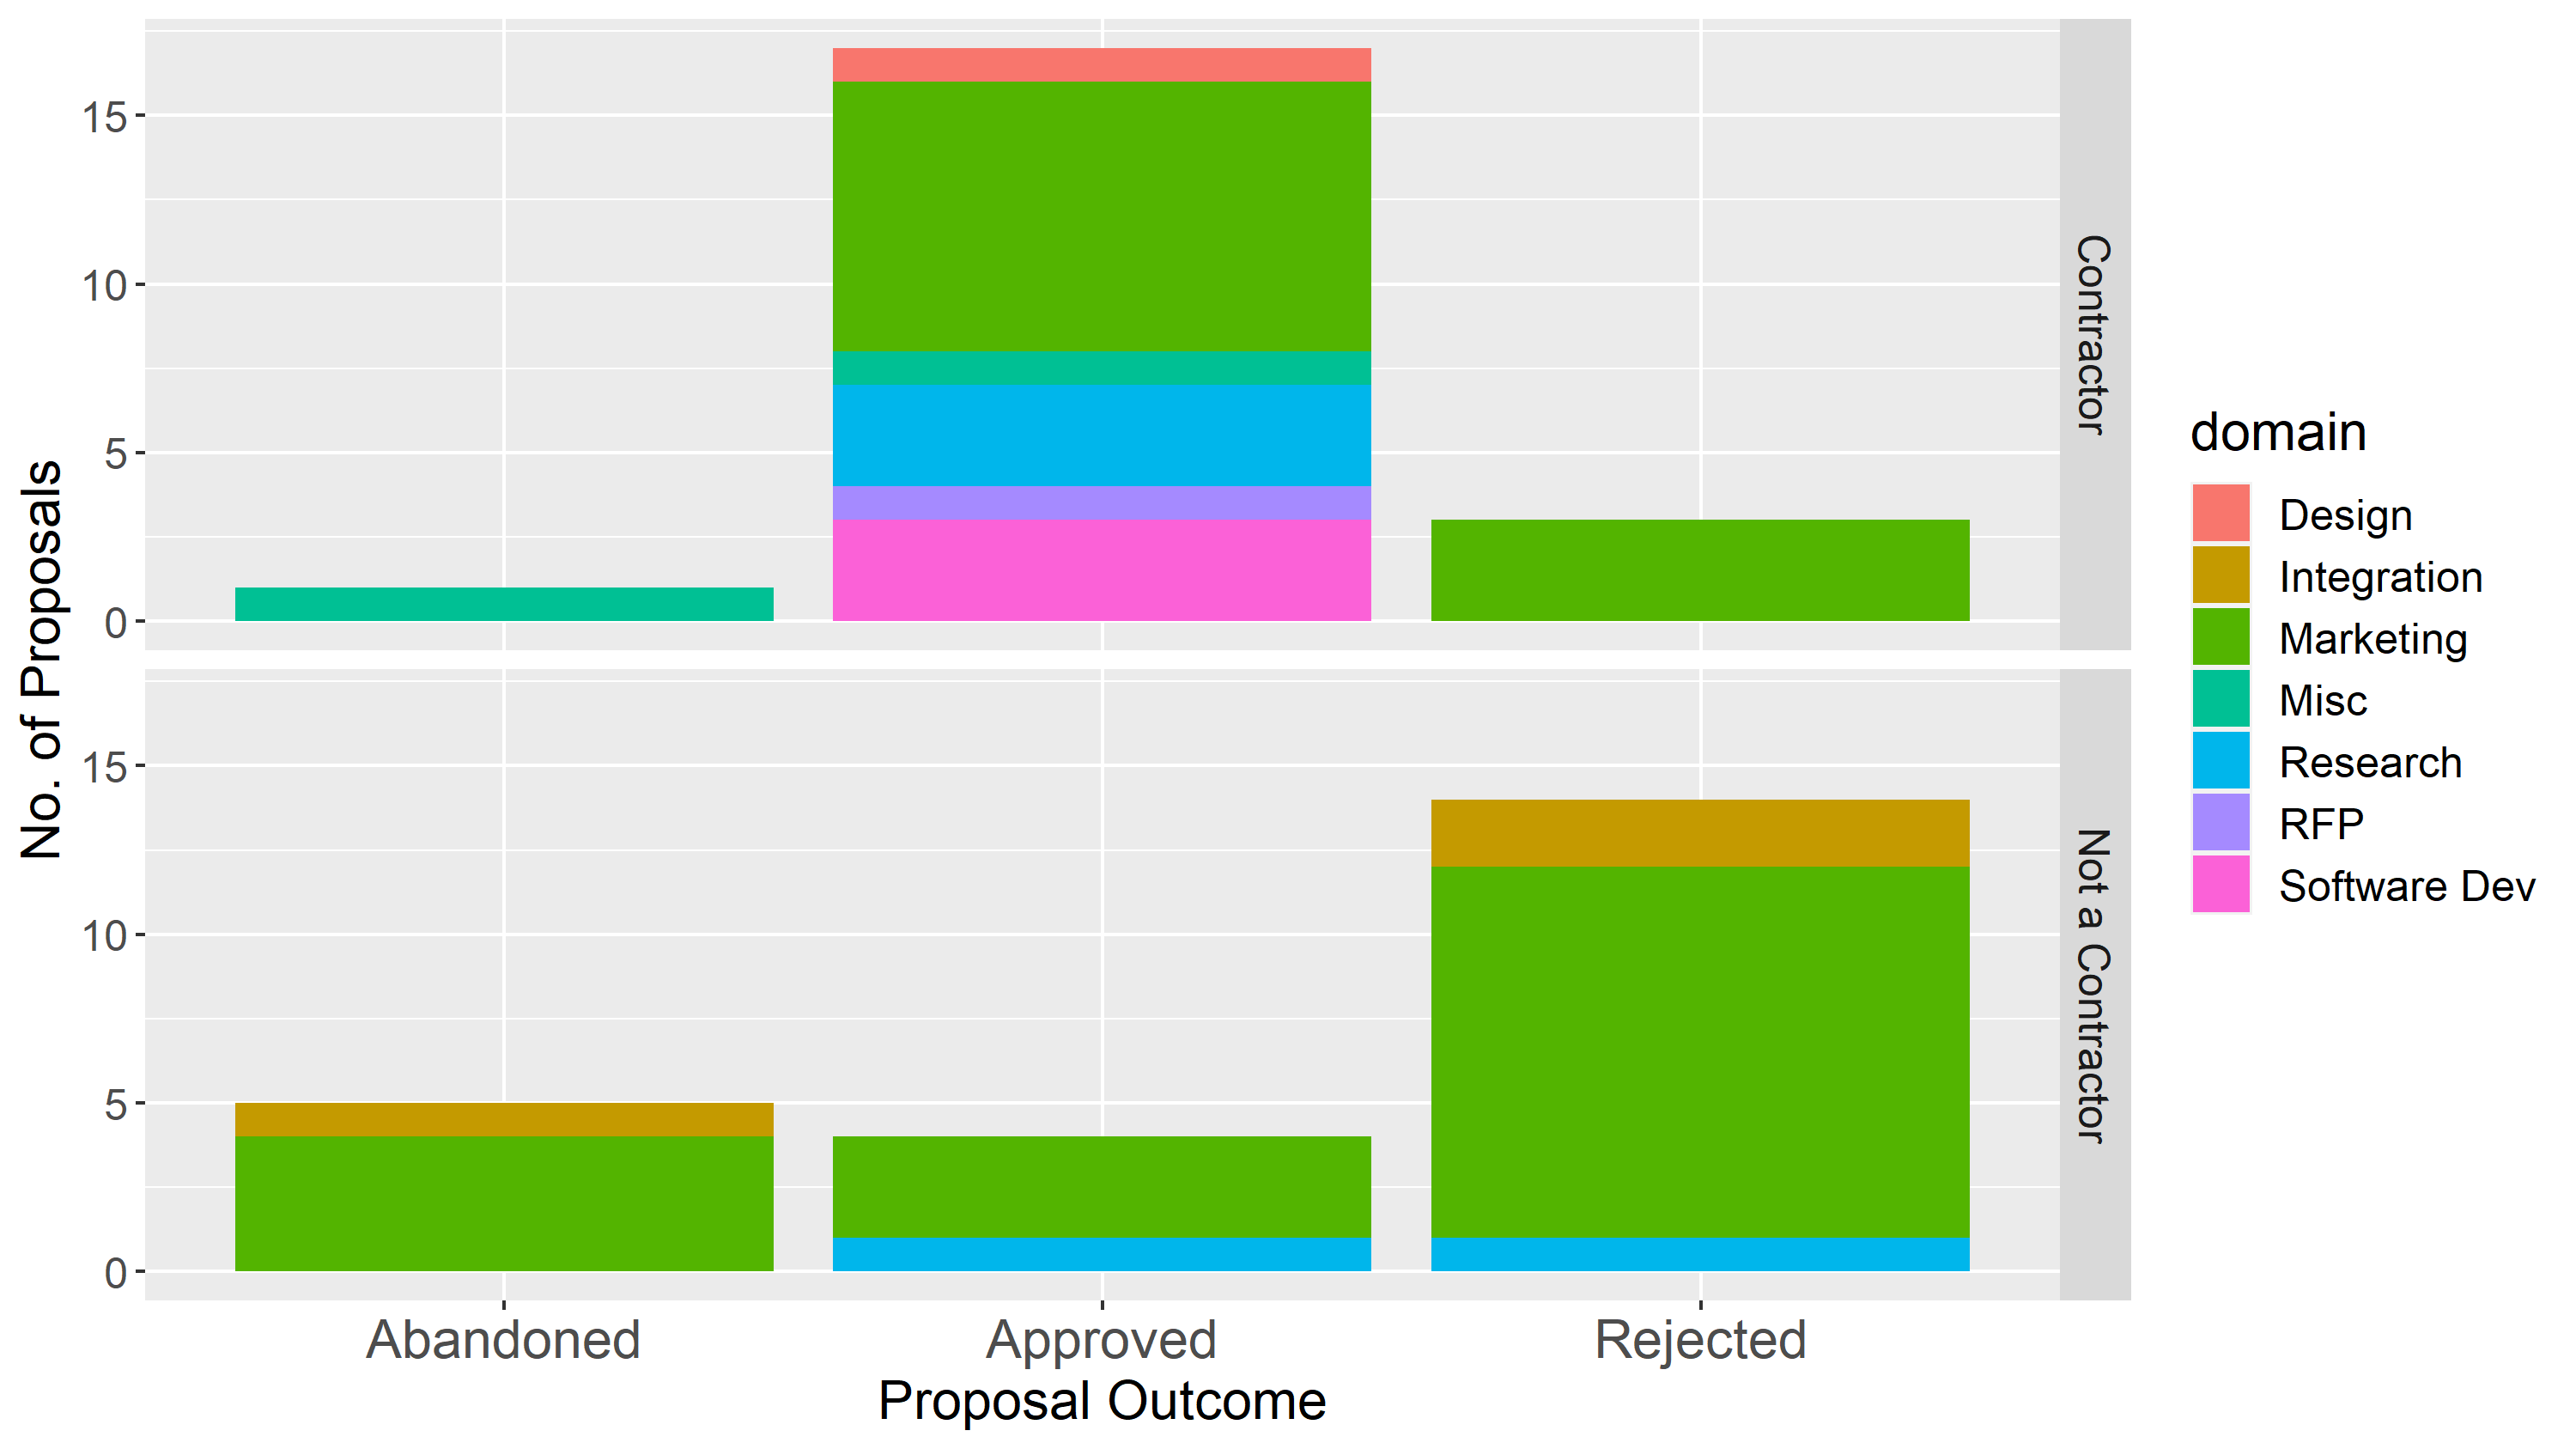 No. of Proposals
15
10
5
0
Contractor
15
10
5
0
Not a Contractor
Abandoned
Approved
Rejected
Proposal Outcome
domain
Design
Integration
Marketing
Misc
Research
RFP
Software Dev